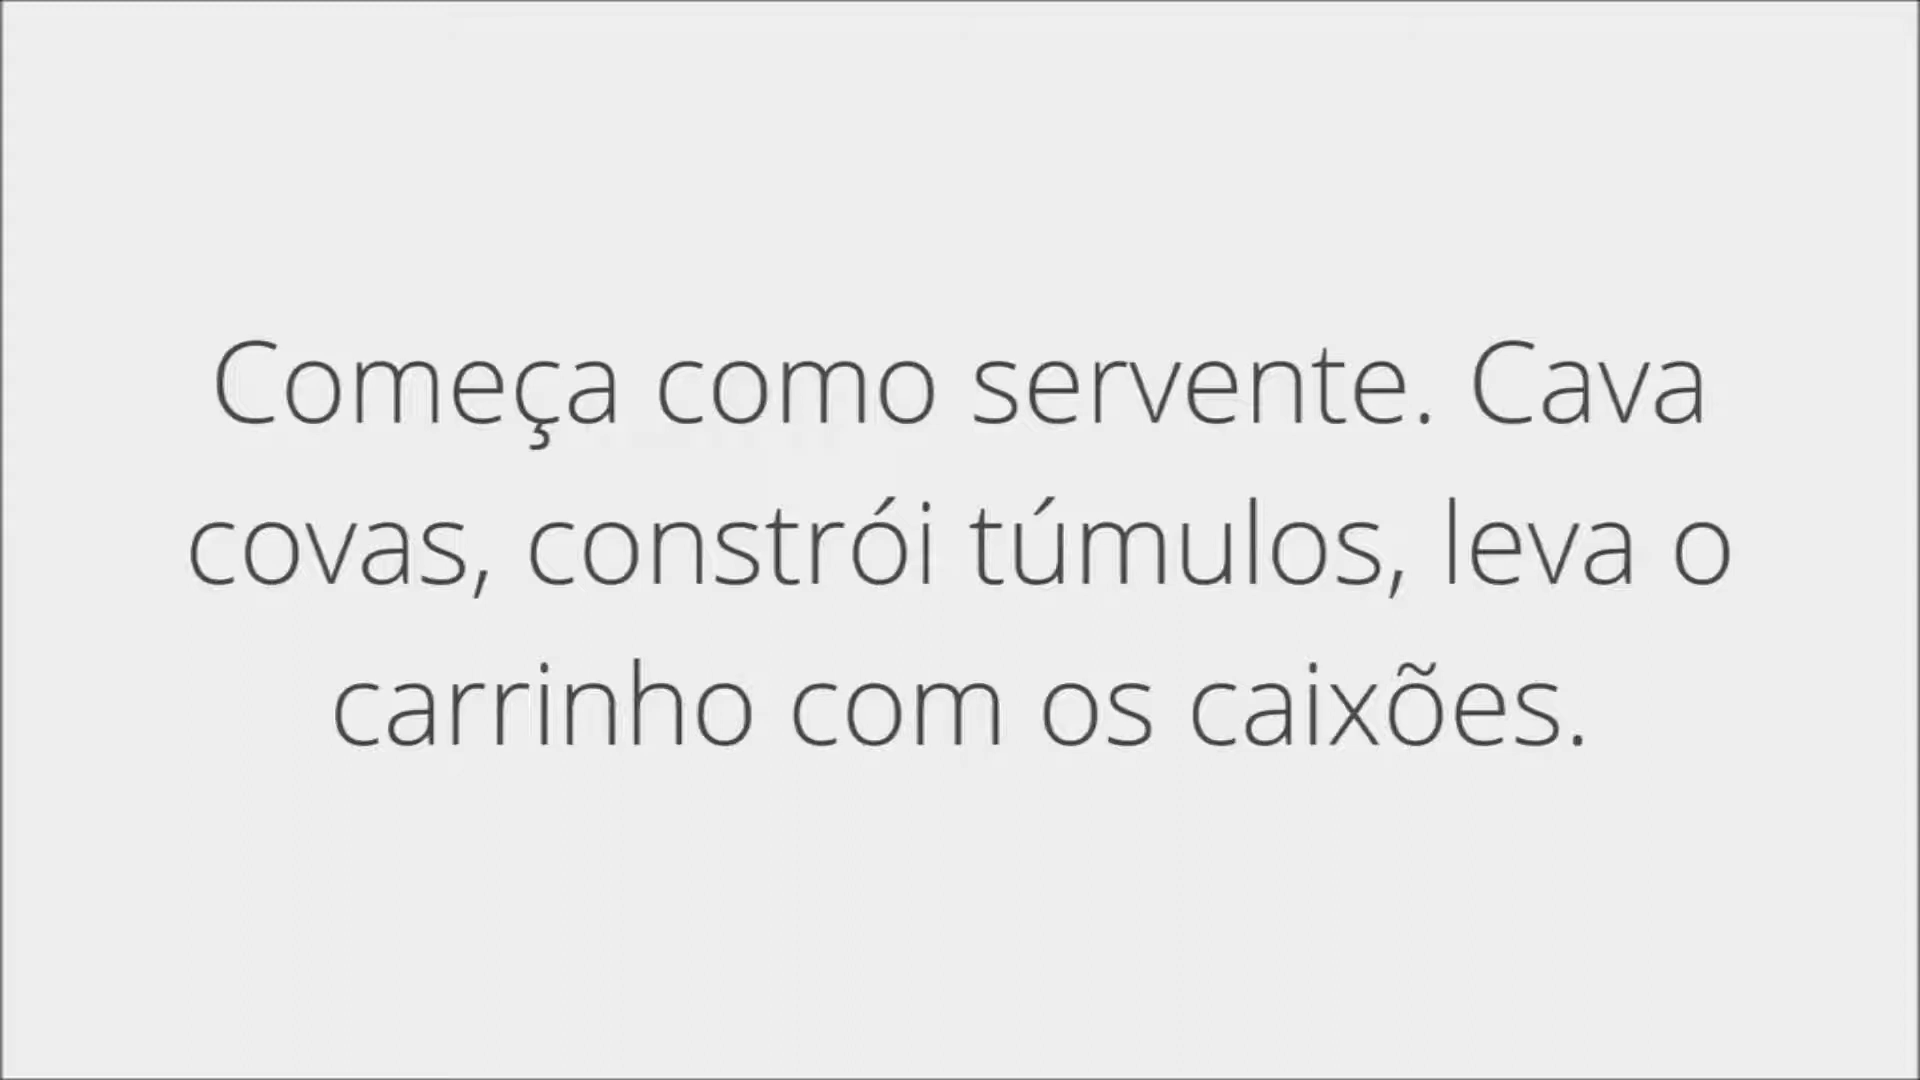 Começa como servente. Cava
covas, constrói túmulos, leva o
carrinho com os caixões.